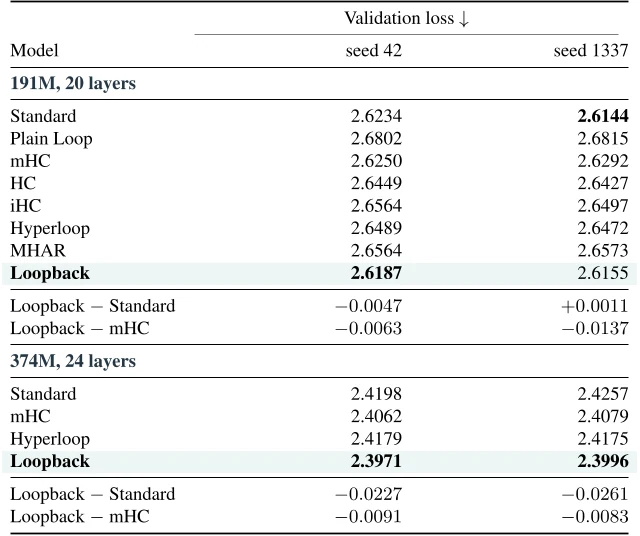 Validation loss ↓
Model seed 42 seed 1337
191M, 20 layers
Standard 2.6234 2.6144
Plain Loop 2.6802 2.6815
mHC 2.6250 2.6292
HC 2.6449 2.6427
iHC 2.6564 2.6497
Hyperloop 2.6489 2.6472
MHAR 2.6564 2.6573
Loopback 2.6187 2.6155
Loopback − Standard −0.0047 +0.0011
Loopback − mHC −0.0063 −0.0137
374M, 24 layers
Standard 2.4198 2.4257
mHC 2.4062 2.4079
Hyperloop 2.4179 2.4175
Loopback 2.3971 2.3996
Loopback − Standard −0.0227 −0.0261
Loopback − mHC −0.0091 −0.0083